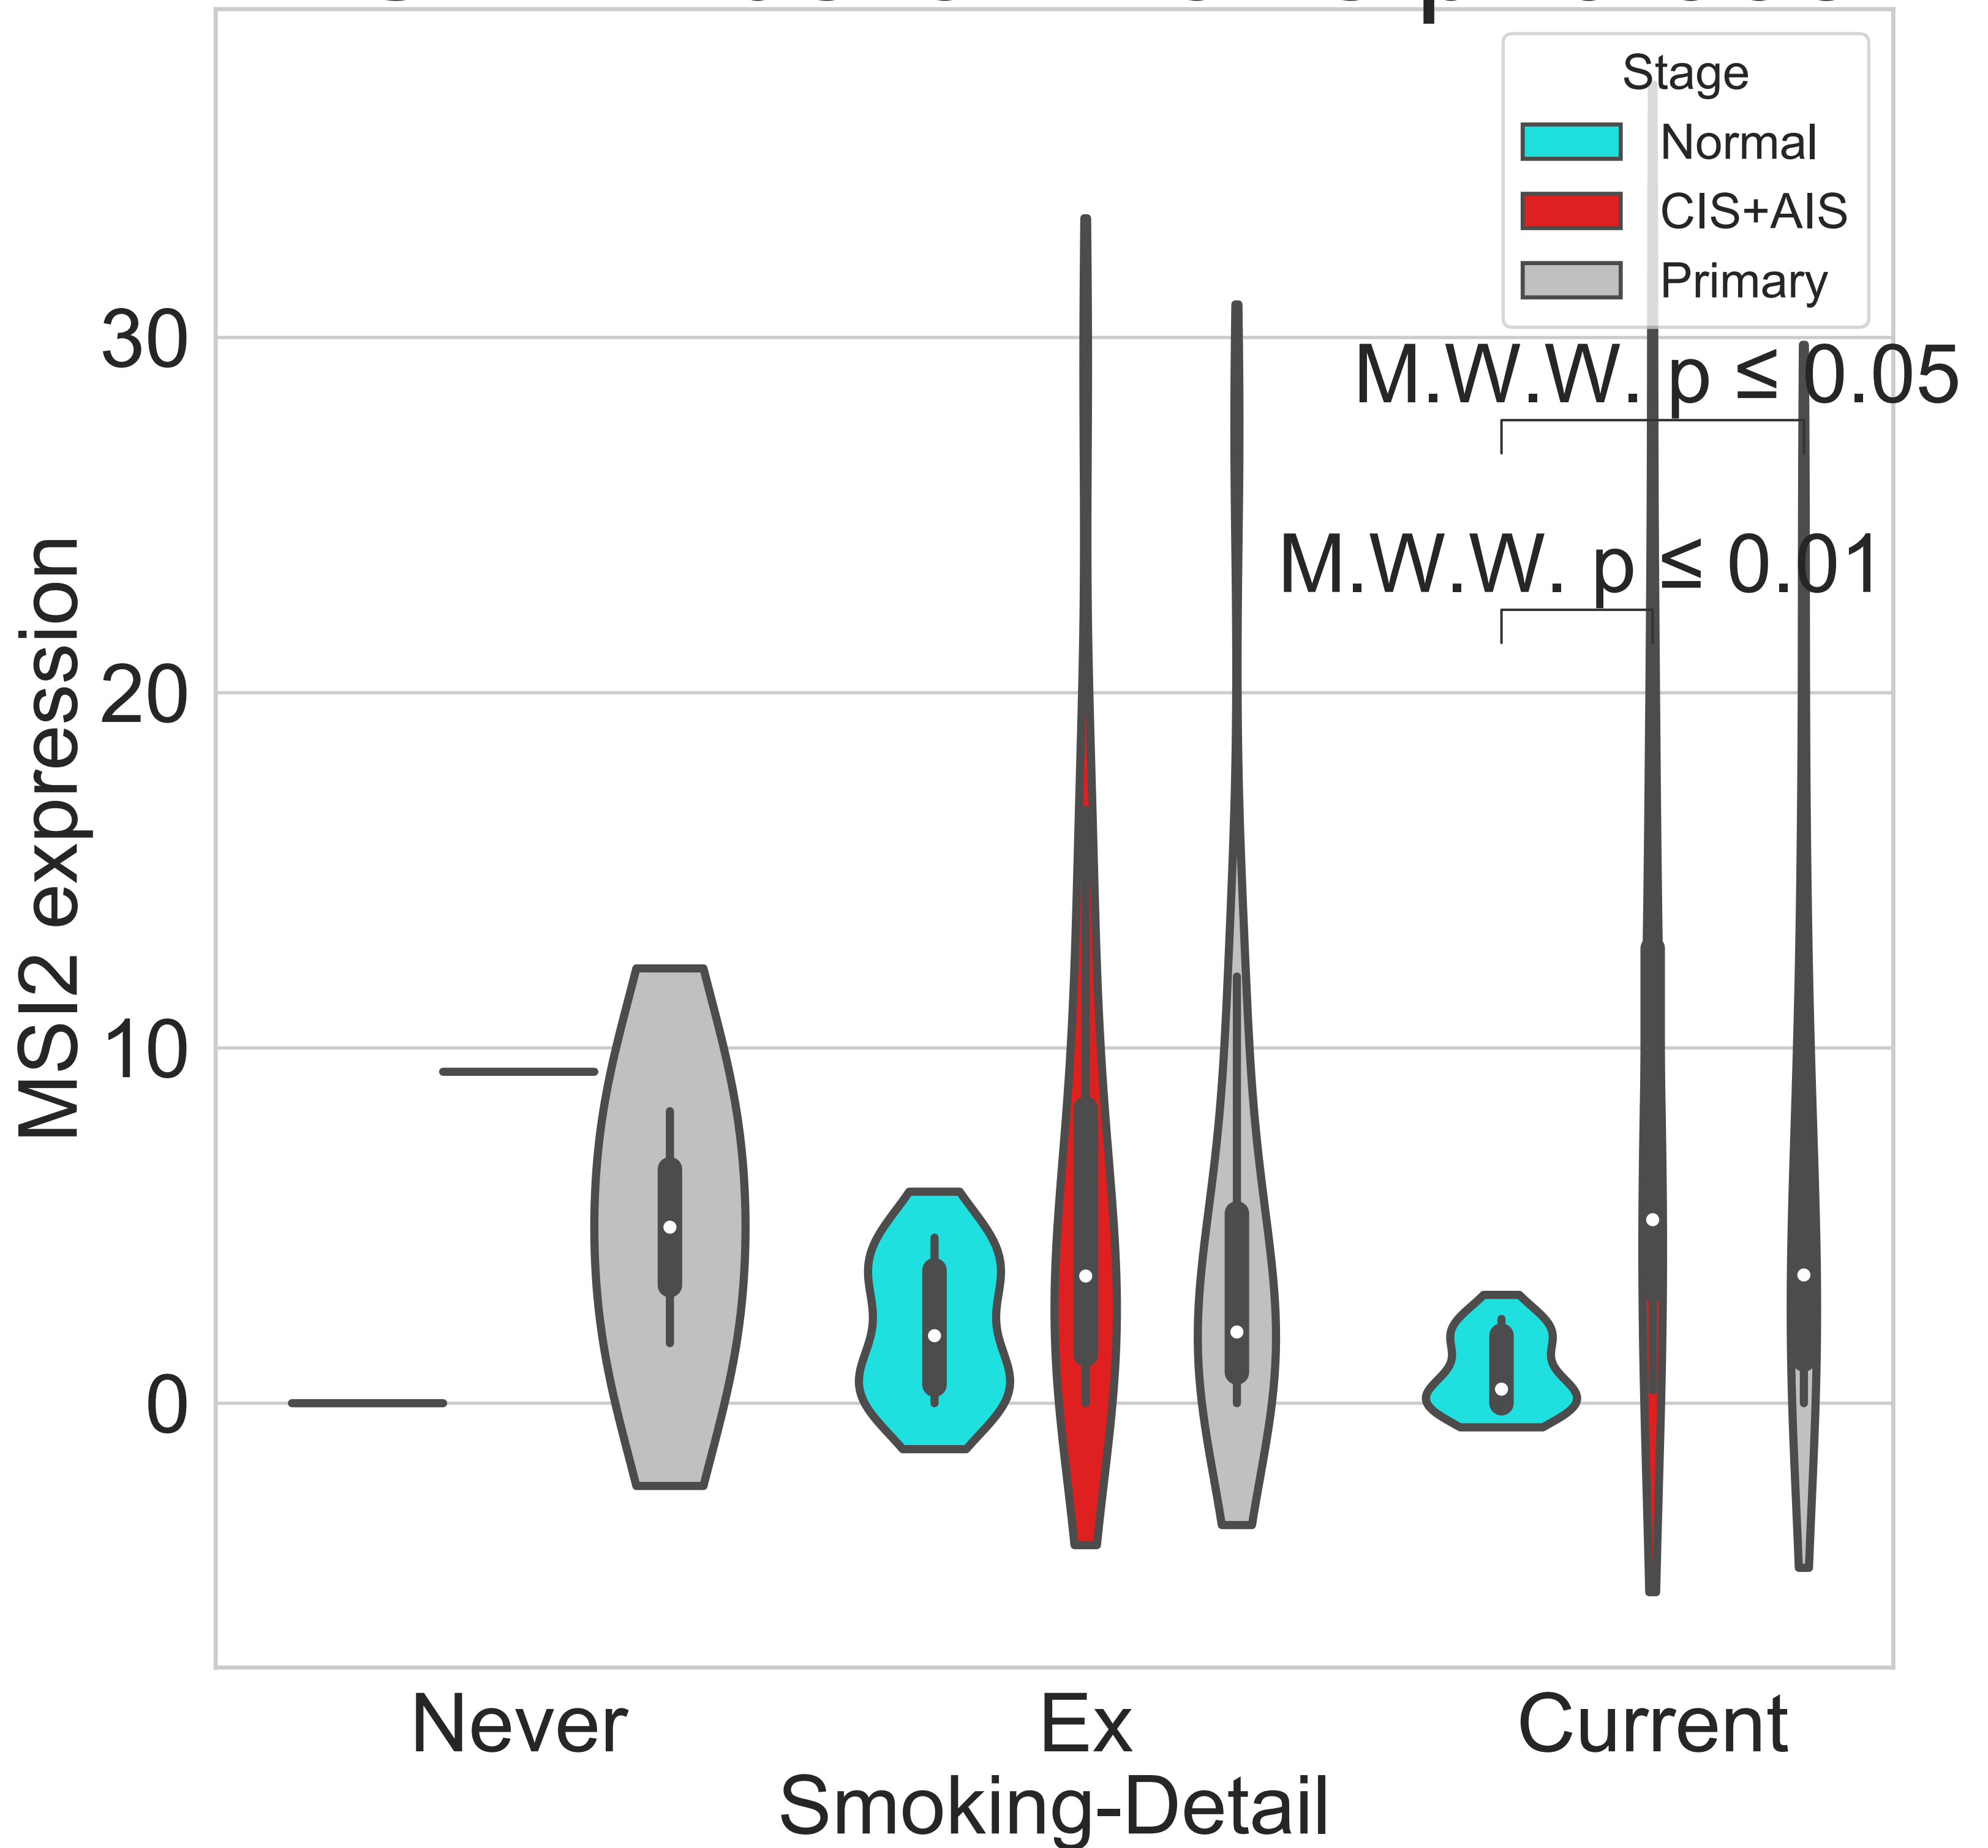 Stage
Normal
CIS+AIS
Primary
30
M.W.W. p ≤ 0.05
M.W.W. p ≤ 0.01
20
MSI2 expression
10
0
Never
Ex
Current
Smoking-Detail